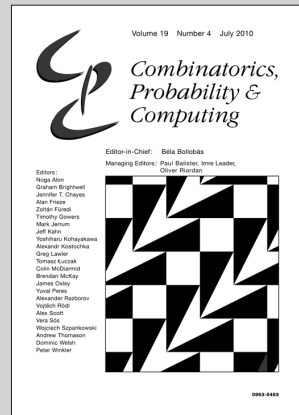 Volume 19 Number 4 July 2010
Combinatorics,
Probability &
Computing
Editor-in-Chief: Béla Bollobás
Managing Editors: Paul Balister, Imre Leader,
Oliver Riordan
Editors:
Noga Alon
Graham Brightwell
Jennifer T. Chayes
Alan Frieze
Zoltán Füredi
Timothy Gowers
Mark Jerrum
Jeff Kahn
Yoshiharu Kohayakawa
Alexandr Kostochka
Greg Lawler
Tomasz Łuczak
Colin McDiarmid
Brendan McKay
James Oxley
Yuval Peres
Alexander Razborov
Vojtěch Rödl
Alex Scott
Vera Sós
Wojciech Szpankowski
Andrew Thomason
Dominic Welsh
Peter Winkler
0963-5483